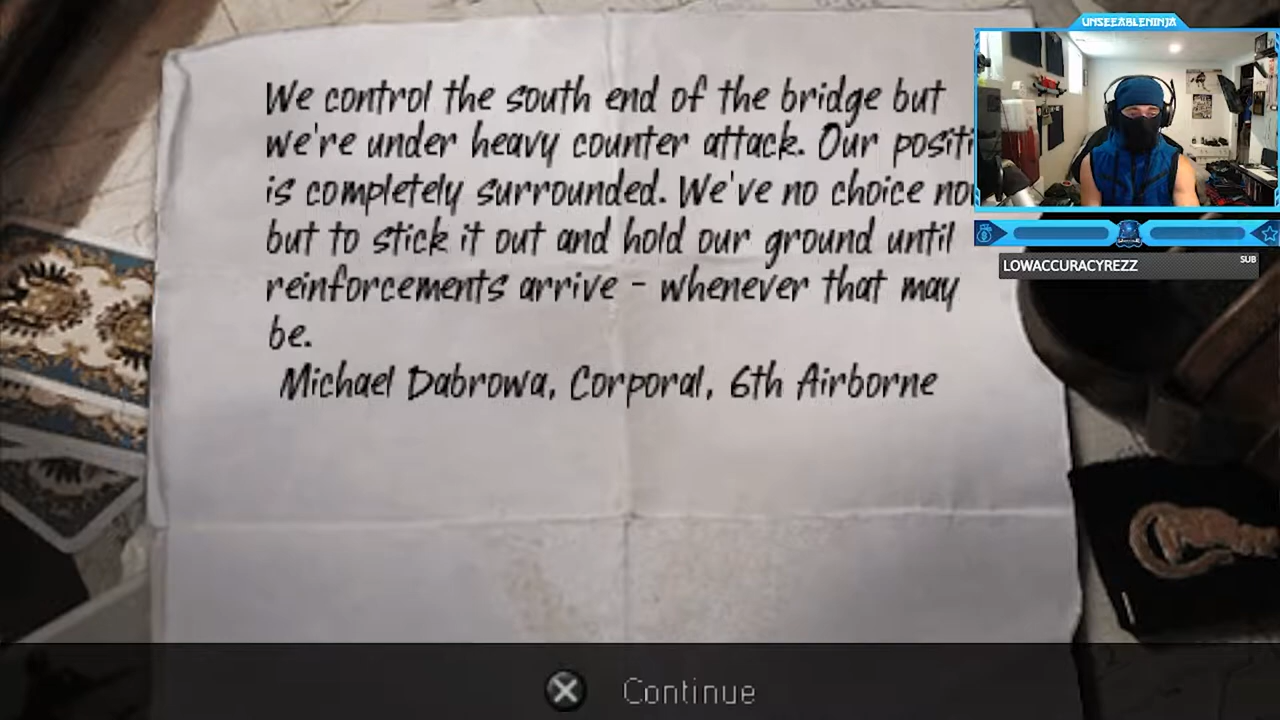 We control the south end of the bridge but
we're under heavy counter attack. Our positi
is completely surrounded. We've no choice no
but to stick it out and hold our ground until
reinforcements arrive - whenever that may
be.
Michael Dabrowa, Corporal, 6th Airborne
Continue
UNSEEABLENINJA
LOWACCURACYREZZ
SUB